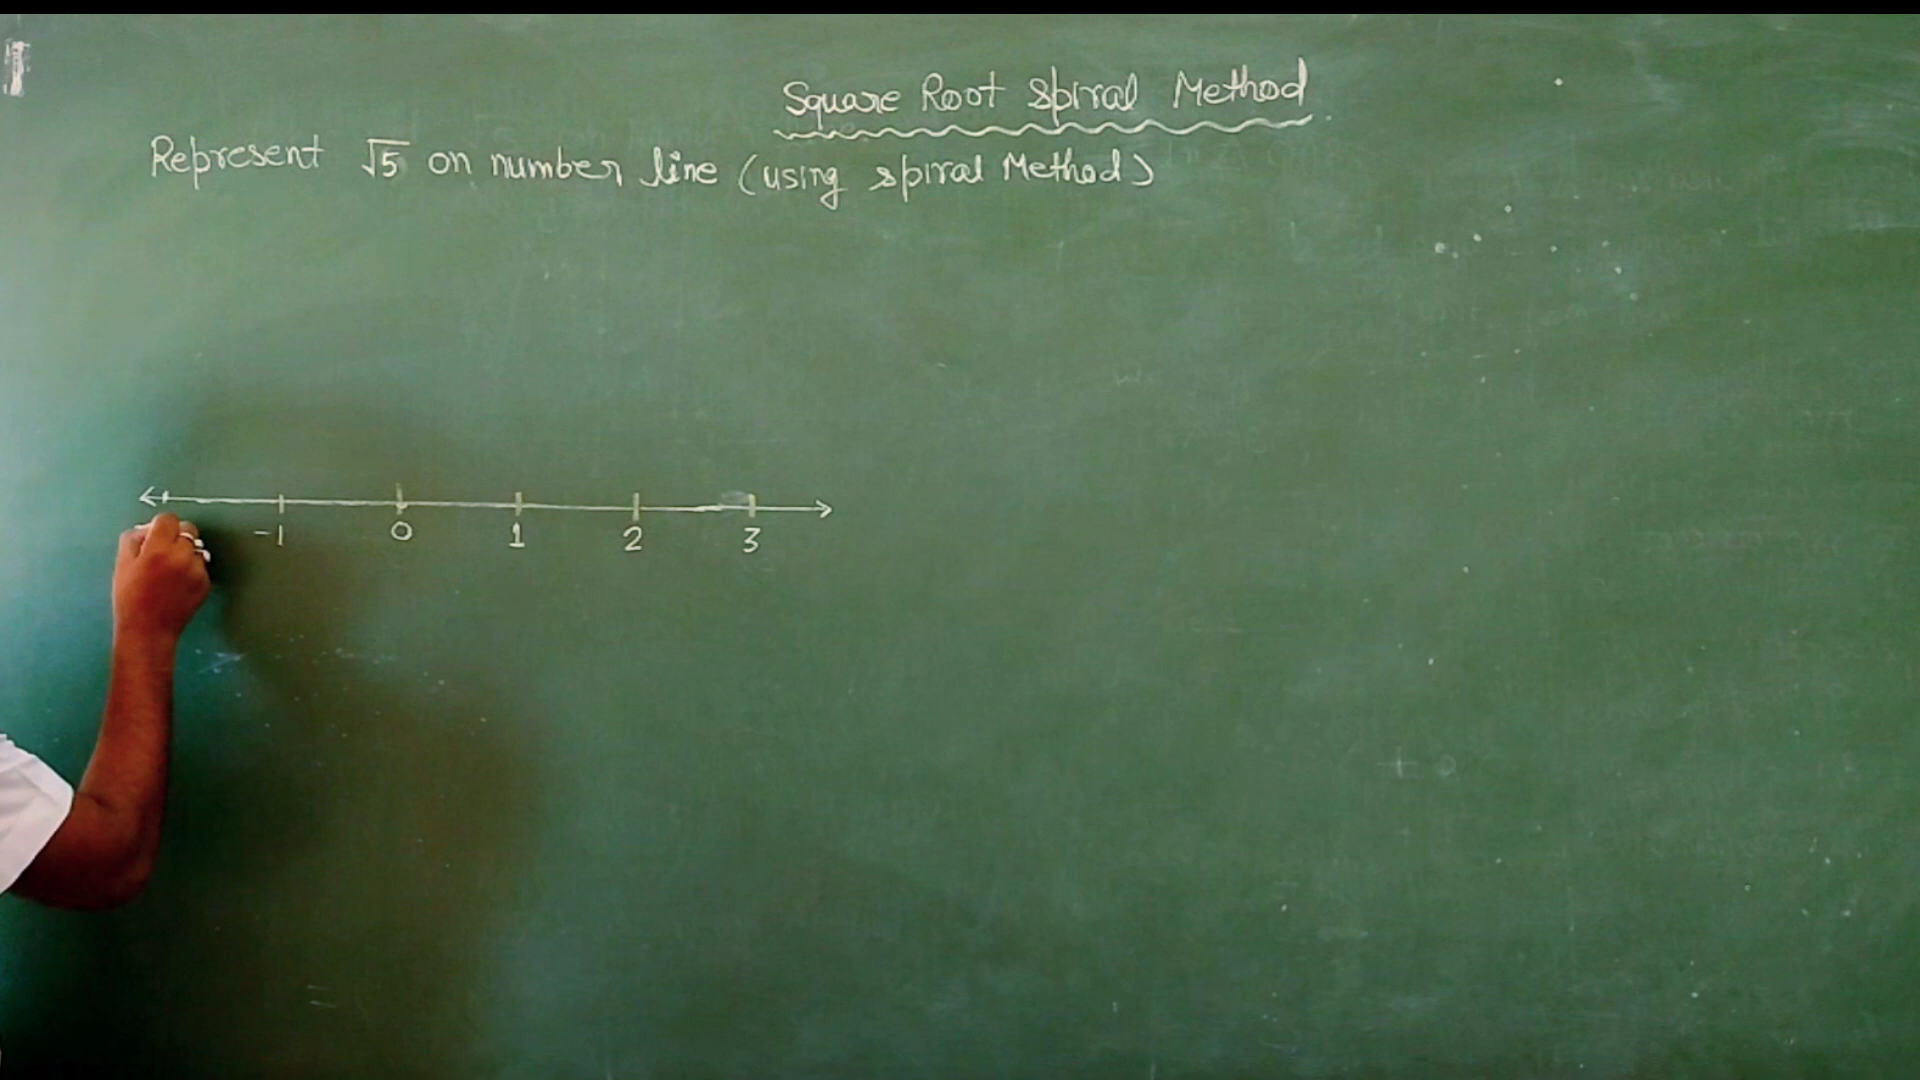 Square Root Spiral Method
Represent √5 on number line (using spiral Method)
-1 0 1 2 3